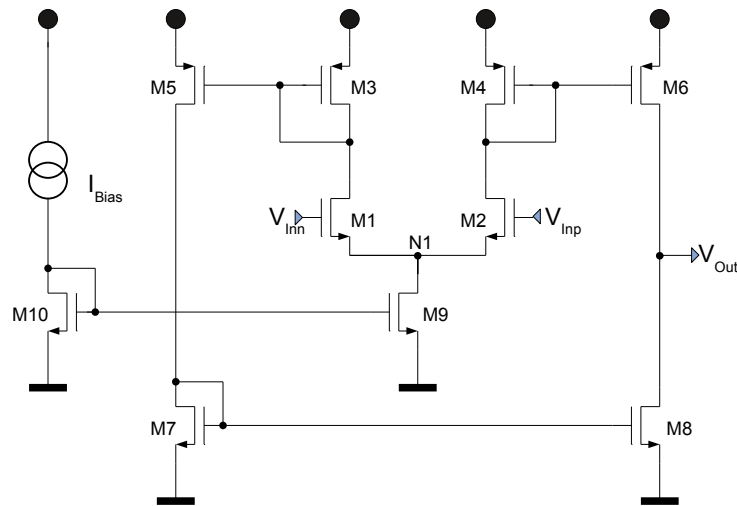 M5
M3
M4
M6
I Bias
V Inn
M1
M2
V Inp
N1
V Out
M10
M9
M7
M8